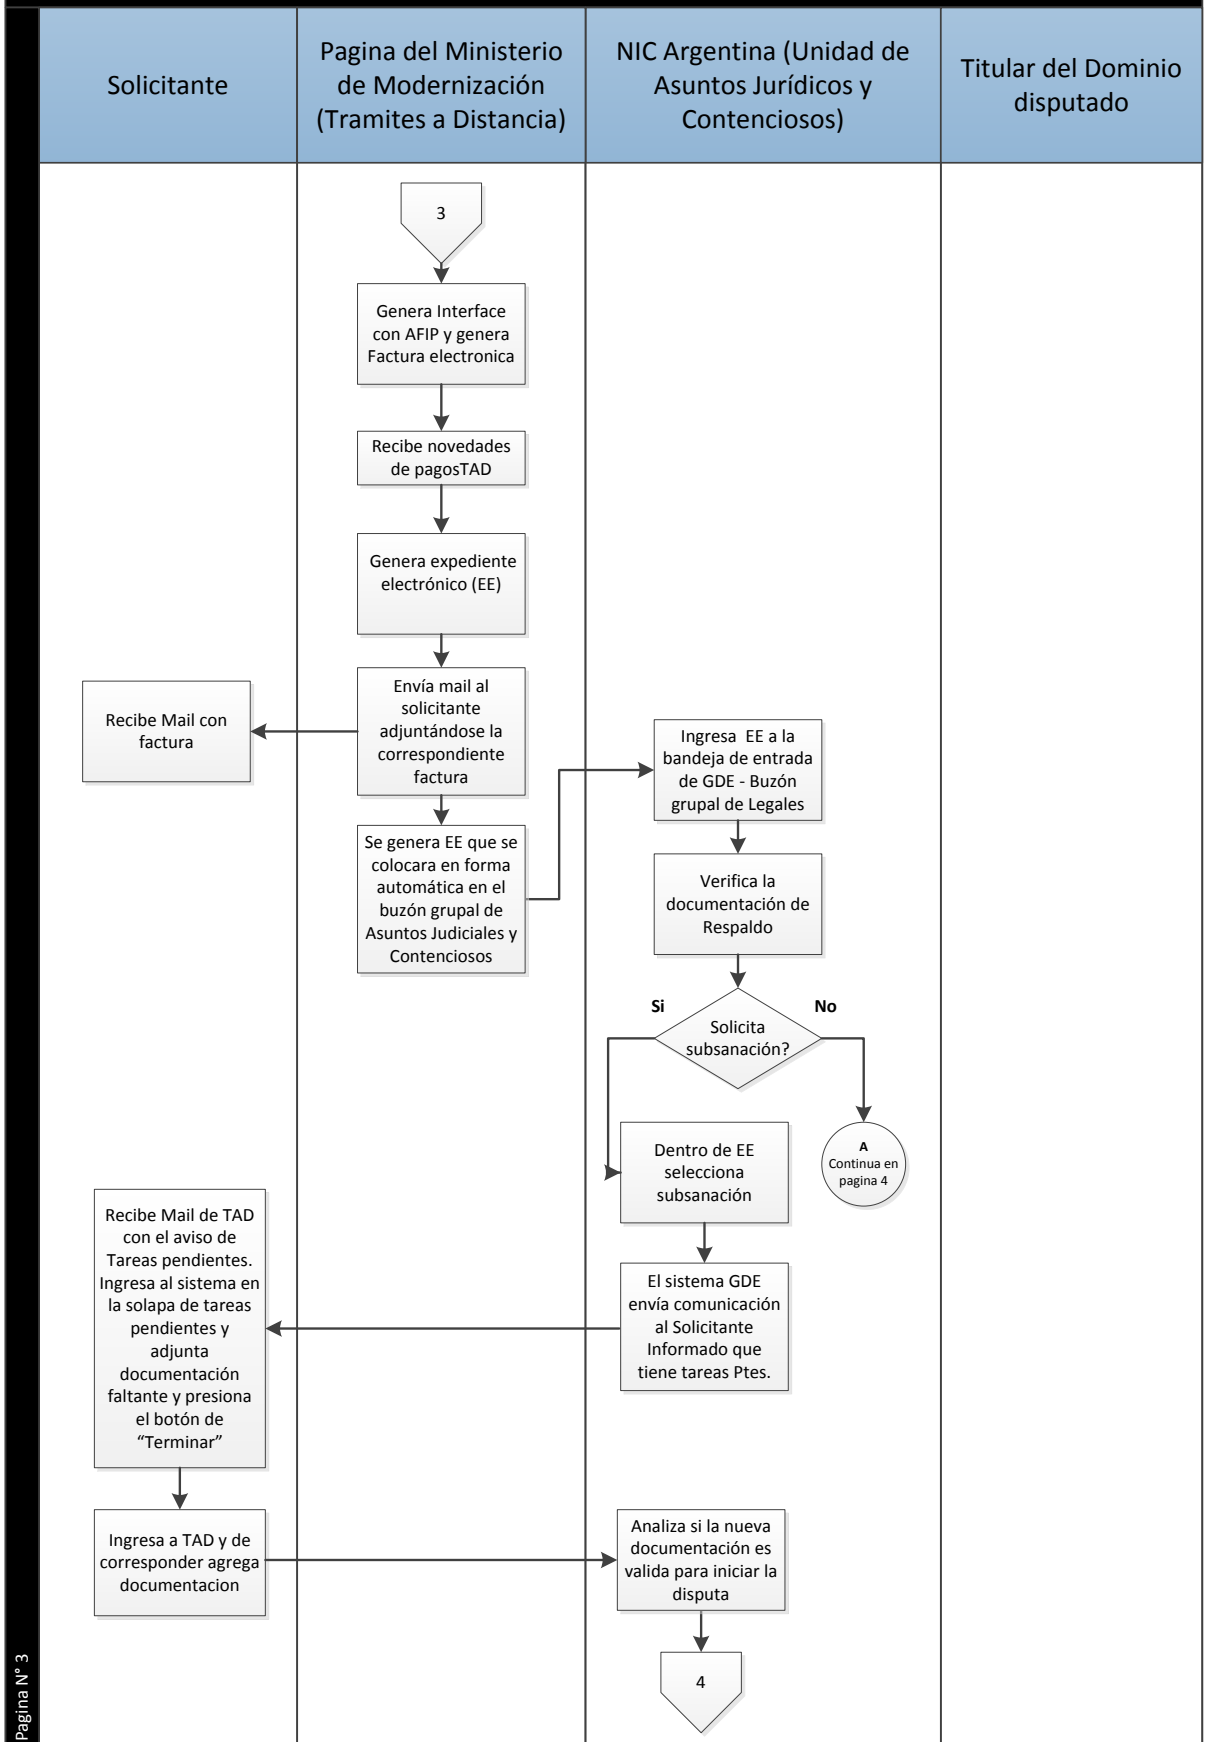 Solicitante
Pagina del Ministerio
de Modernización
(Tramites a Distancia)
NIC Argentina (Unidad de
Asuntos Jurídicos y
Contenciosos)
Titular del Dominio
disputado
3
Genera Interface
con AFIP y genera
Factura electronica
Recibe novedades
de pagosTAD
Genera expediente
electrónico (EE)
Envía mail al
solicitante
adjuntándose la
correspondiente
factura
Recibe Mail con
factura
Se genera EE que se
colocara en forma
automática en el
buzón grupal de
Asuntos Judiciales y
Contenciosos
Ingresa EE a la
bandeja de entrada
de GDE - Buzón
grupal de Legales
Verifica la
documentación de
Respaldo
Si
No
Solicita
subsanación?
A
Continua en
pagina 4
Dentro de EE
selecciona
subsanación
El sistema GDE
envía comunicación
al Solicitante
Informado que
tiene tareas Ptes.
Recibe Mail de TAD
con el aviso de
Tareas pendientes.
Ingresa al sistema en
la solapa de tareas
pendientes y
adjunta
documentación
faltante y presiona
el botón de
“Terminar”
Ingresa a TAD y de
corresponder agrega
documentacion
Analiza si la nueva
documentación es
valida para iniciar la
disputa
4
Pagina N° 3